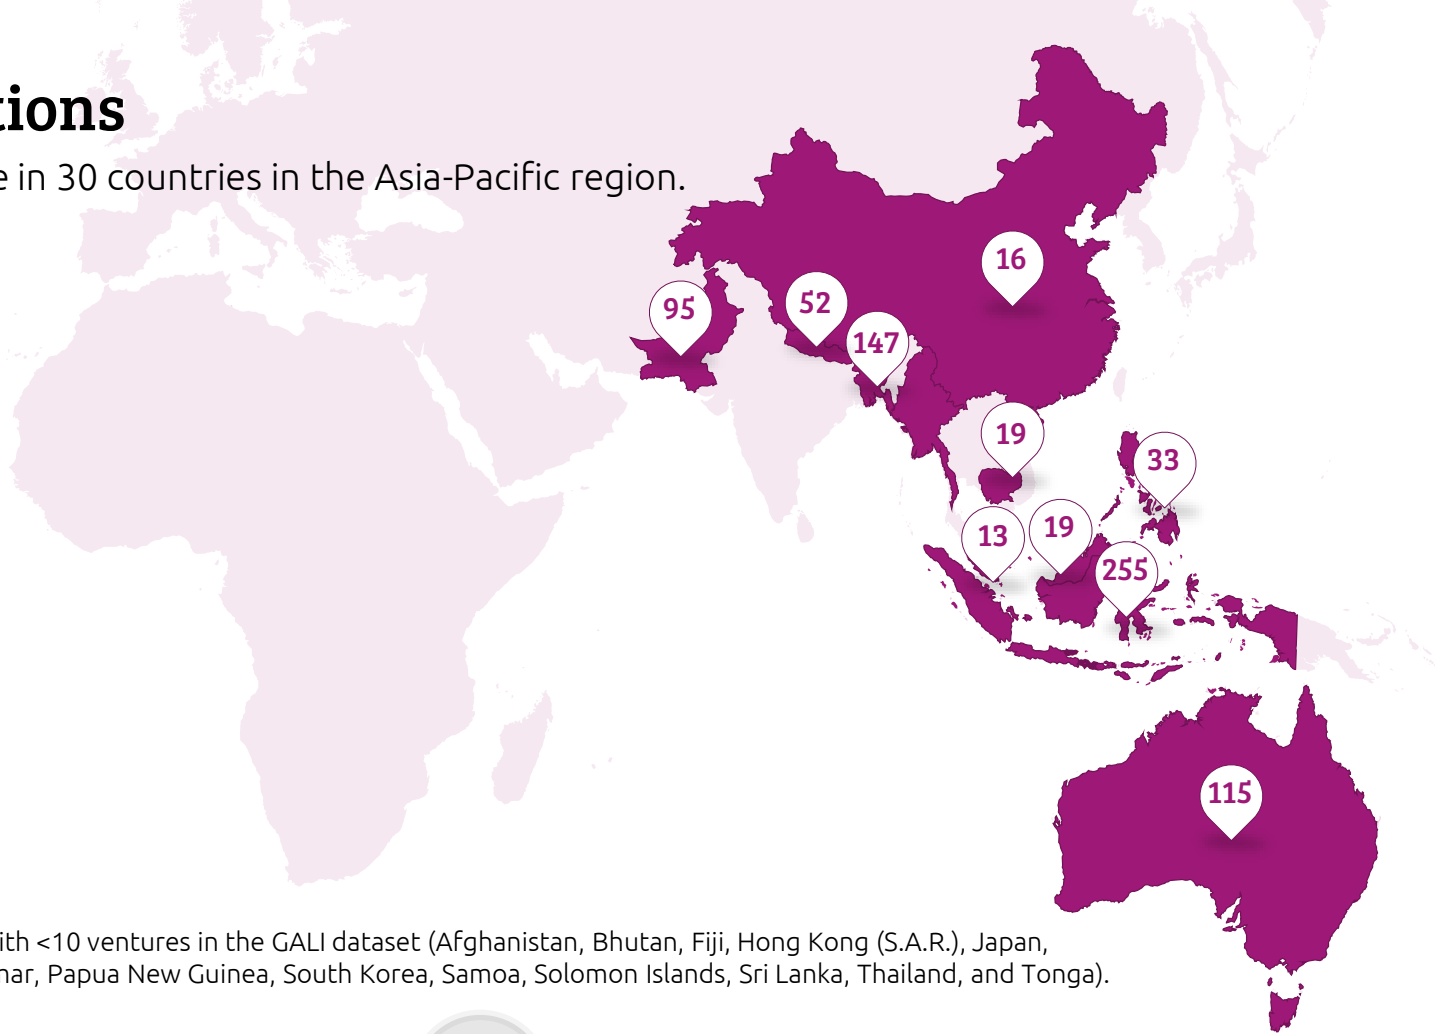 tions
e in 30 countries in the Asia-Pacific region.
16
95
52
147
19
33
13
19
255
115
ith <10 ventures in the GALI dataset (Afghanistan, Bhutan, Fiji, Hong Kong (S.A.R.), Japan,
nar, Papua New Guinea, South Korea, Samoa, Solomon Islands, Sri Lanka, Thailand, and Tonga).